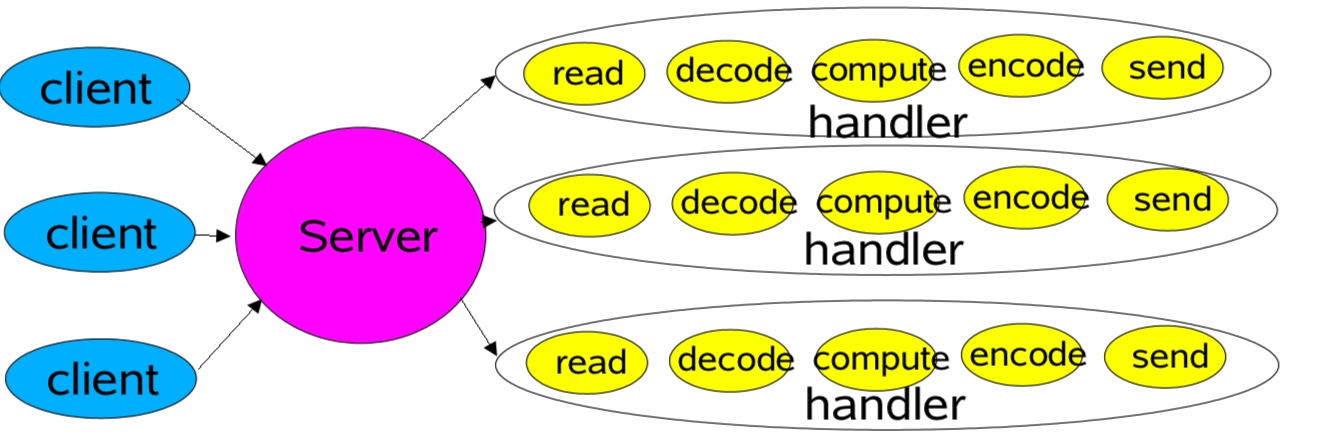 client
client
client
Server
read decode compute encode send
handler
read decode compute encode send
handler
read decode compute encode send
handler